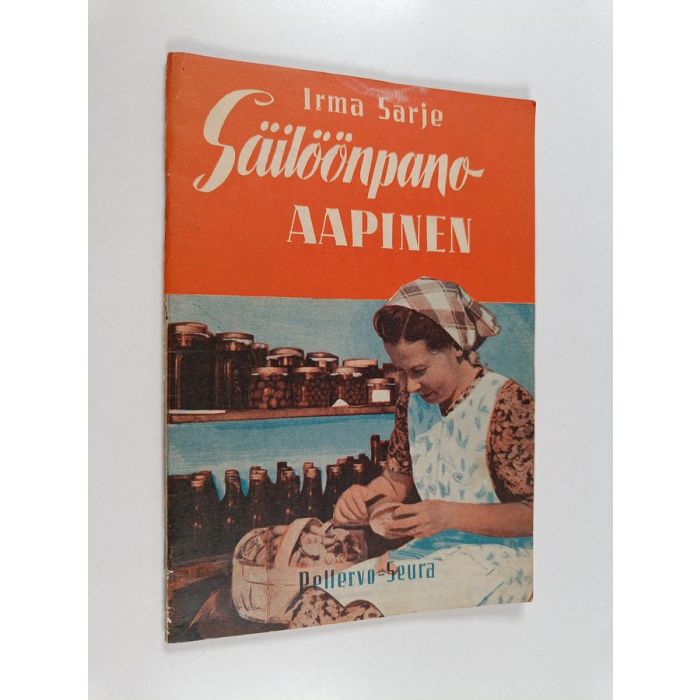 Irma Sarje
Säilöönpano-
AAPINEN
Pellervo-Seura